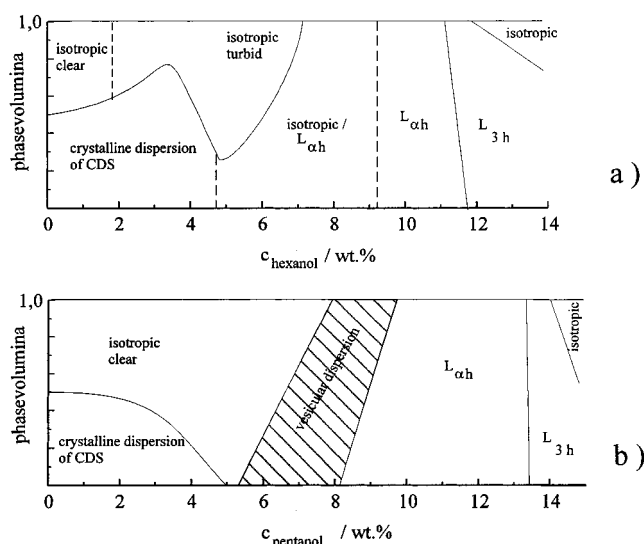 1,0
isotropic
clear
isotropic
turbid
isotropic
phasevolumina
crystalline dispersion
of CDS
isotropic /
Lαh
Lαh
L3h
a )
0 2 4 6 8 10 12 14
chexanol / wt.%
b )
1,0
isotropic
clear
vesicular dispersion
isotropic
phasevolumina
Lαh
crystalline dispersion
of CDS
L3h
0 2 4 6 8 10 12 14
cpentanol / wt.%